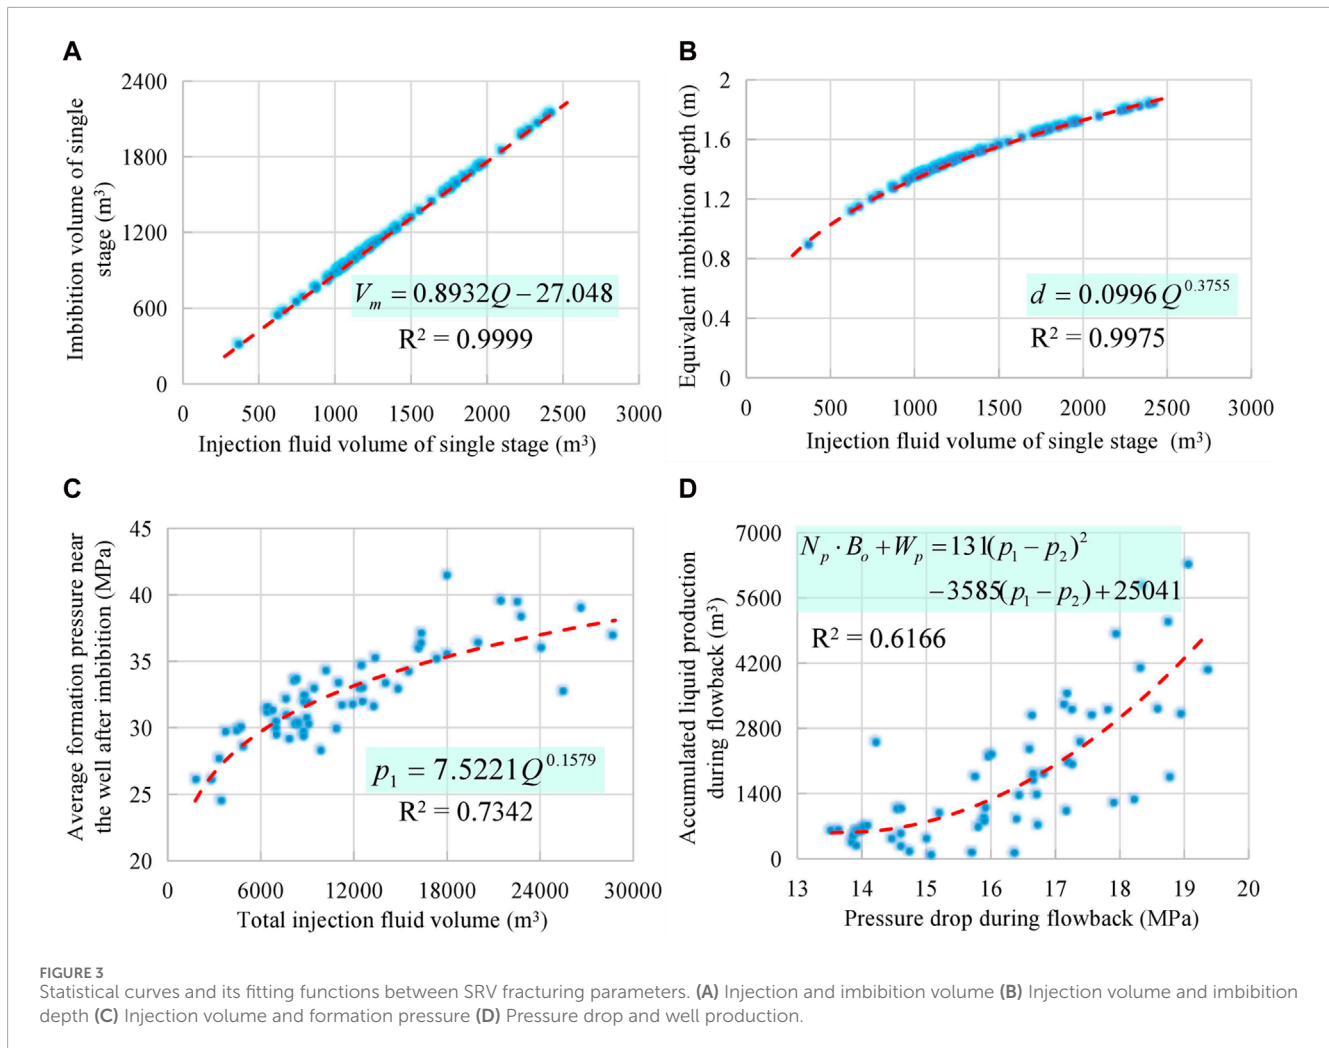 A
2400
1800
1200
600
0
0 500 1000 1500 2000 2500 3000
Imbibition volume of single
stage (m³)
Injection fluid volume of single stage (m³)
V_m = 0.8932Q − 27.048
R² = 0.9999
B
2
1.6
1.2
0.8
0.4
0
0 500 1000 1500 2000 2500 3000
Equivalent imbibition depth (m)
Injection fluid volume of single stage (m³)
d = 0.0996Q^0.3755
R² = 0.9975
C
45
40
35
30
25
20
0 6000 12000 18000 24000 30000
Average formation pressure near
the well after imbibition (MPa)
Total injection fluid volume (m³)
p₁ = 7.5221Q^0.1579
R² = 0.7342
D
7000
5600
4200
2800
1400
0
13 14 15 16 17 18 19 20
Accumulated liquid production
during flowback (m³)
Pressure drop during flowback (MPa)
N_p · B_o + W_p = 131(p₁ − p₂)²
−3585(p₁ − p₂) + 25041
R² = 0.6166
FIGURE 3
Statistical curves and its fitting functions between SRV fracturing parameters. (A) Injection and imbibition volume (B) Injection volume and imbibition
depth (C) Injection volume and formation pressure (D) Pressure drop and well production.